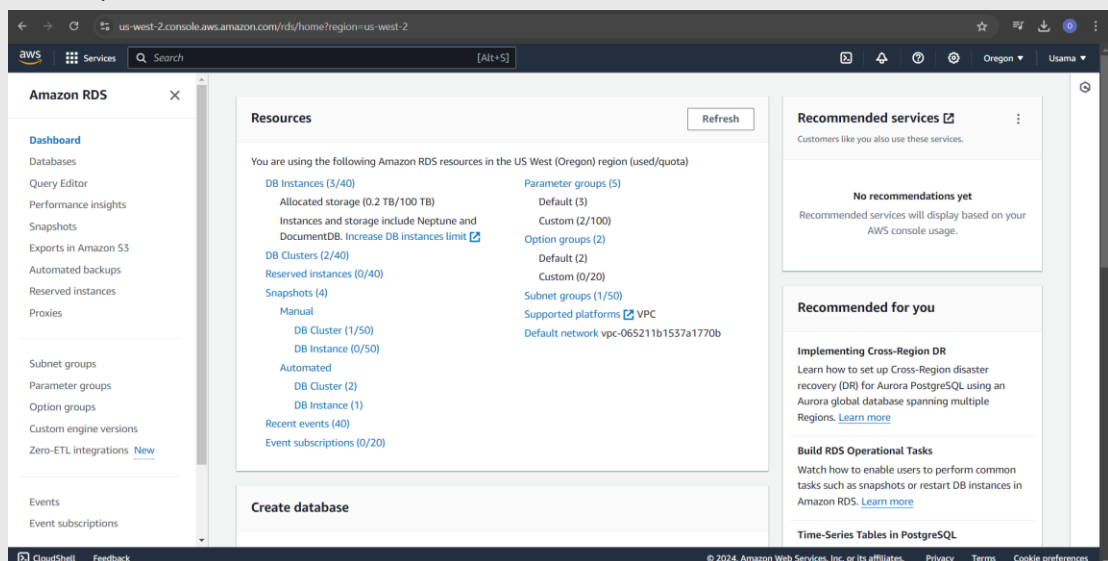 us-west-2.console.aws.amazon.com/rds/home?region=us-west-2
aws
Services
Search
[Alt+S]
Oregon
Usama
Amazon RDS
Dashboard
Databases
Query Editor
Performance insights
Snapshots
Exports in Amazon S3
Automated backups
Reserved instances
Proxies
Subnet groups
Parameter groups
Option groups
Custom engine versions
Zero-ETL integrations New
Events
Event subscriptions
Resources
Refresh
You are using the following Amazon RDS resources in the US West (Oregon) region (used/quota)
DB Instances (3/40)
Allocated storage (0.2 TB/100 TB)
Instances and storage include Neptune and
DocumentDB. Increase DB instances limit
DB Clusters (2/40)
Reserved instances (0/40)
Snapshots (4)
Manual
DB Cluster (1/50)
DB Instance (0/50)
Automated
DB Cluster (2)
DB Instance (1)
Recent events (40)
Event subscriptions (0/20)
Parameter groups (5)
Default (3)
Custom (2/100)
Option groups (2)
Default (2)
Custom (0/20)
Subnet groups (1/50)
Supported platforms VPC
Default network vpc-065211b1537a1770b
Create database
Recommended services
Customers like you also use these services.
No recommendations yet
Recommended services will display based on your
AWS console usage.
Recommended for you
Implementing Cross-Region DR
Learn how to set up Cross-Region disaster
recovery (DR) for Aurora PostgreSQL using an
Aurora global database spanning multiple
Regions. Learn more
Build RDS Operational Tasks
Watch how to enable users to perform common
tasks such as snapshots or restart DB instances in
Amazon RDS. Learn more
Time-Series Tables in PostgreSQL
CloudShell
Feedback
© 2024, Amazon Web Services, Inc. or its affiliates.
Privacy
Terms
Cookie preferences